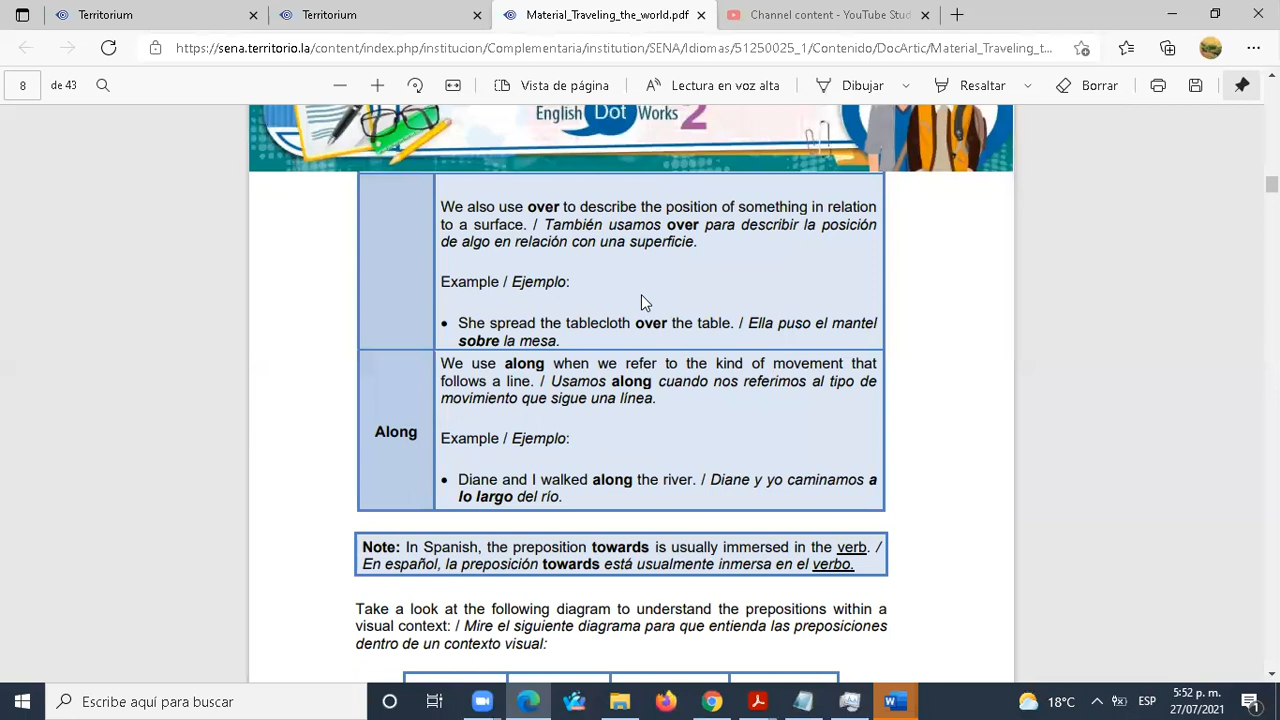 Territorium
Territorium
Material_Traveling_the_world.pdf
Channel content - YouTube Stud
https://sena.territorio.la/content/index.php/institucion/Complementaria/institution/SENA/Idiomas/51250025_1/Contenido/DocArtic/Material_Traveling_t...
8 de 43
Vista de página
Lectura en voz alta
Dibujar
Resaltar
Borrar
English Dot Works 2
We also use over to describe the position of something in relation
to a surface. / También usamos over para describir la posición
de algo en relación con una superficie.
Example / Ejemplo:
• She spread the tablecloth over the table. / Ella puso el mantel
sobre la mesa.
Along
We use along when we refer to the kind of movement that
follows a line. / Usamos along cuando nos referimos al tipo de
movimiento que sigue una línea.
Example / Ejemplo:
• Diane and I walked along the river. / Diane y yo caminamos a
lo largo del río.
Note: In Spanish, the preposition towards is usually immersed in the verb. /
En español, la preposición towards está usualmente inmersa en el verbo.
Take a look at the following diagram to understand the prepositions within a
visual context: / Mire el siguiente diagrama para que entienda las preposiciones
dentro de un contexto visual:
Escribe aquí para buscar
18°C
ESP
5:52 p. m.
27/07/2021
1